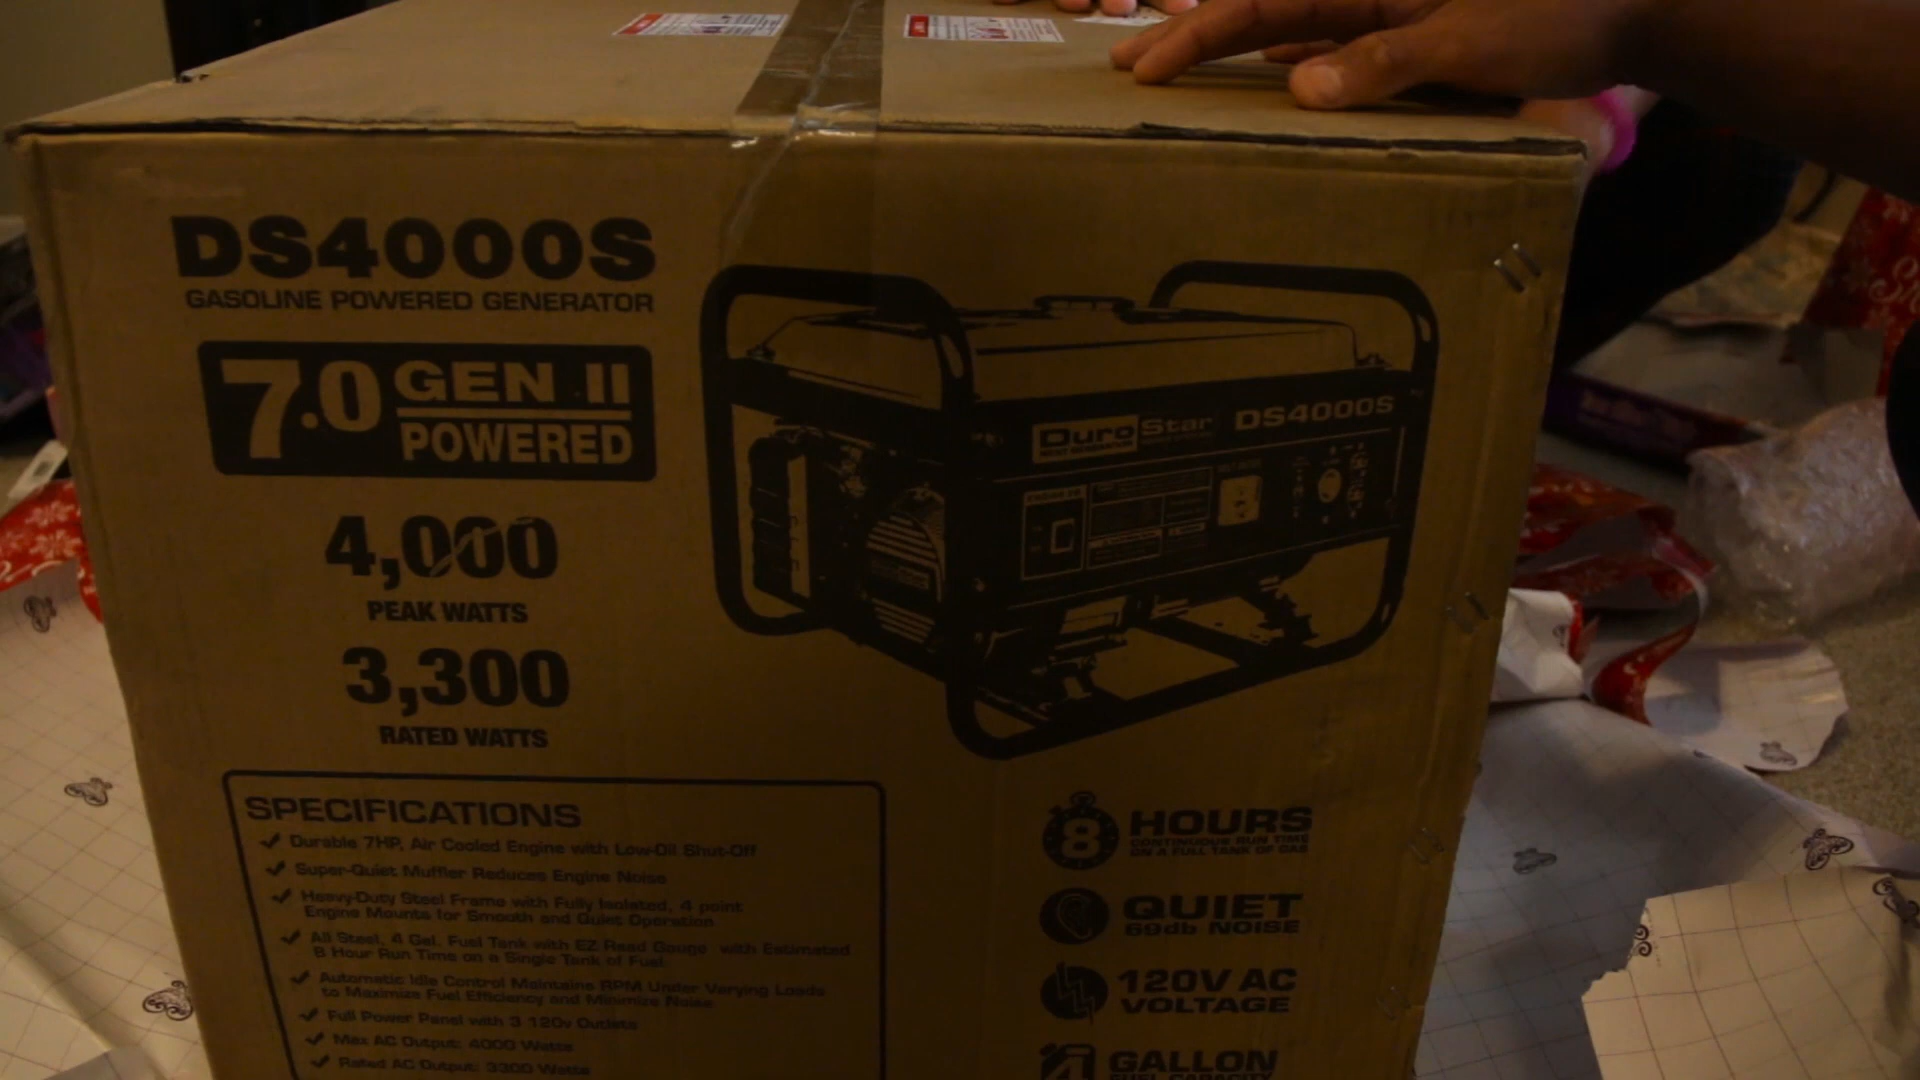 DS4000S
GASOLINE POWERED GENERATOR
7.0 GEN II
POWERED
4,000
PEAK WATTS
3,300
RATED WATTS
DuroStar DS4000S
SPECIFICATIONS
Durable 7HP, Air Cooled Engine with Low-Oil Shut-Off
Super-Quiet Muffler Reduces Engine Noise
Heavy-Duty Steel Frame with Fully Isolated, 4 point
Engine Mounts for Smooth and Quiet Operation
All Steel, 4 Gal. Fuel Tank with EZ Read Gauge with Estimated
8 Hour Run Time on a Single Tank of Fuel
Automatic Idle Control Maintains RPM Under Varying Loads
to Maximize Fuel Efficiency and Minimize Noise
Full Power Panel with 3 120v Outlets
Max AC Output: 4000 Watts
Rated AC Output: 3300 Watts
8 HOURS
CONTINUOUS RUN TIME
ON A FULL TANK OF GAS
QUIET
69db NOISE
120V AC
VOLTAGE
4 GALLON
FUEL CAPACITY